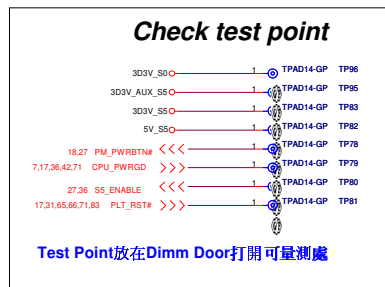 Check test point
3D3V_S0 1 TPAD14-GP TP96
3D3V_AUX_S5 1 TPAD14-GP TP95
3D3V_S5 1 TPAD14-GP TP83
5V_S5 1 TPAD14-GP TP82
18,27 PM_PWRBTN# 1 TPAD14-GP TP78
7,17,36,42,71 CPU_PWRGD 1 TPAD14-GP TP79
27,36 S5_ENABLE 1 TPAD14-GP TP80
17,31,65,66,71,83 PLT_RST# 1 TPAD14-GP TP81
Test Point放在Dimm Door打開可量測處